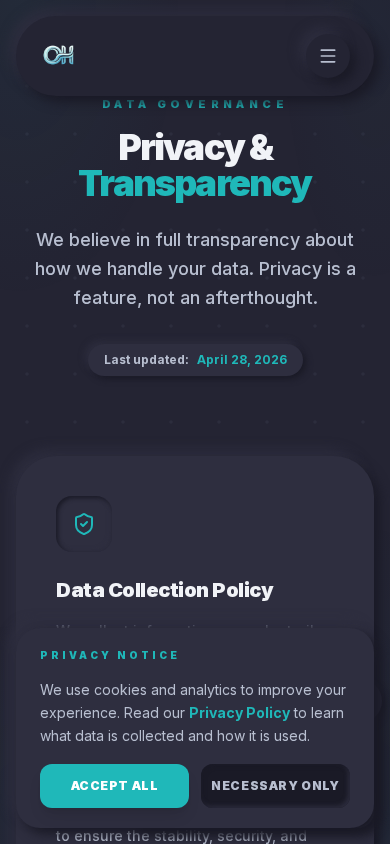 OH
DATA GOVERNANCE
Privacy &
Transparency
We believe in full transparency about
how we handle your data. Privacy is a
feature, not an afterthought.
Last updated: April 28, 2026
Data Collection Policy
PRIVACY NOTICE
We use cookies and analytics to improve your
experience. Read our Privacy Policy to learn
what data is collected and how it is used.
ACCEPT ALL
NECESSARY ONLY
to ensure the stability, security, and